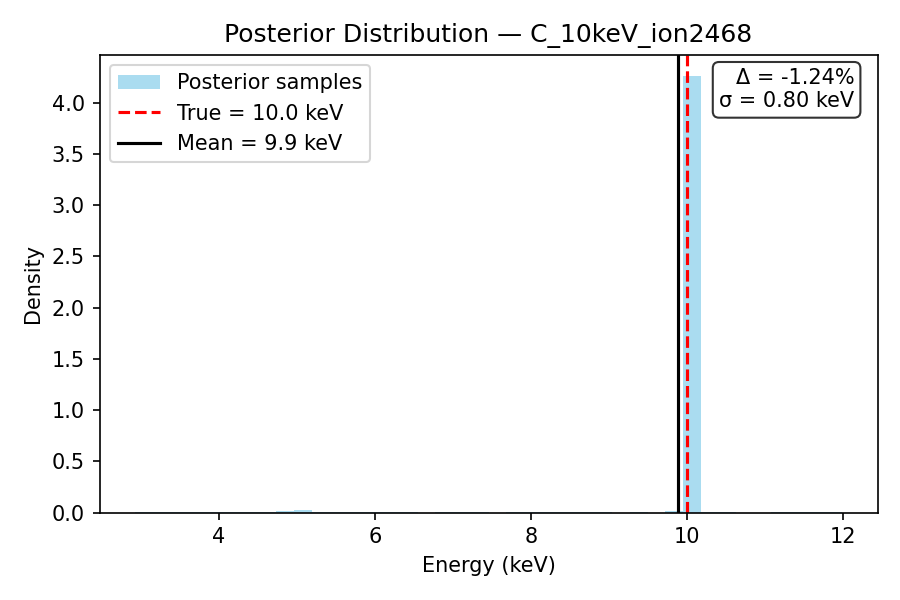 Posterior Distribution — C_10keV_ion2468
Posterior samples
True = 10.0 keV
Mean = 9.9 keV
Δ = -1.24%
σ = 0.80 keV
Density
4.0
3.5
3.0
2.5
2.0
1.5
1.0
0.5
0.0
4
6
8
10
12
Energy (keV)